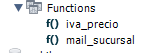 Functions
f() iva_precio
f() mail_sucursal